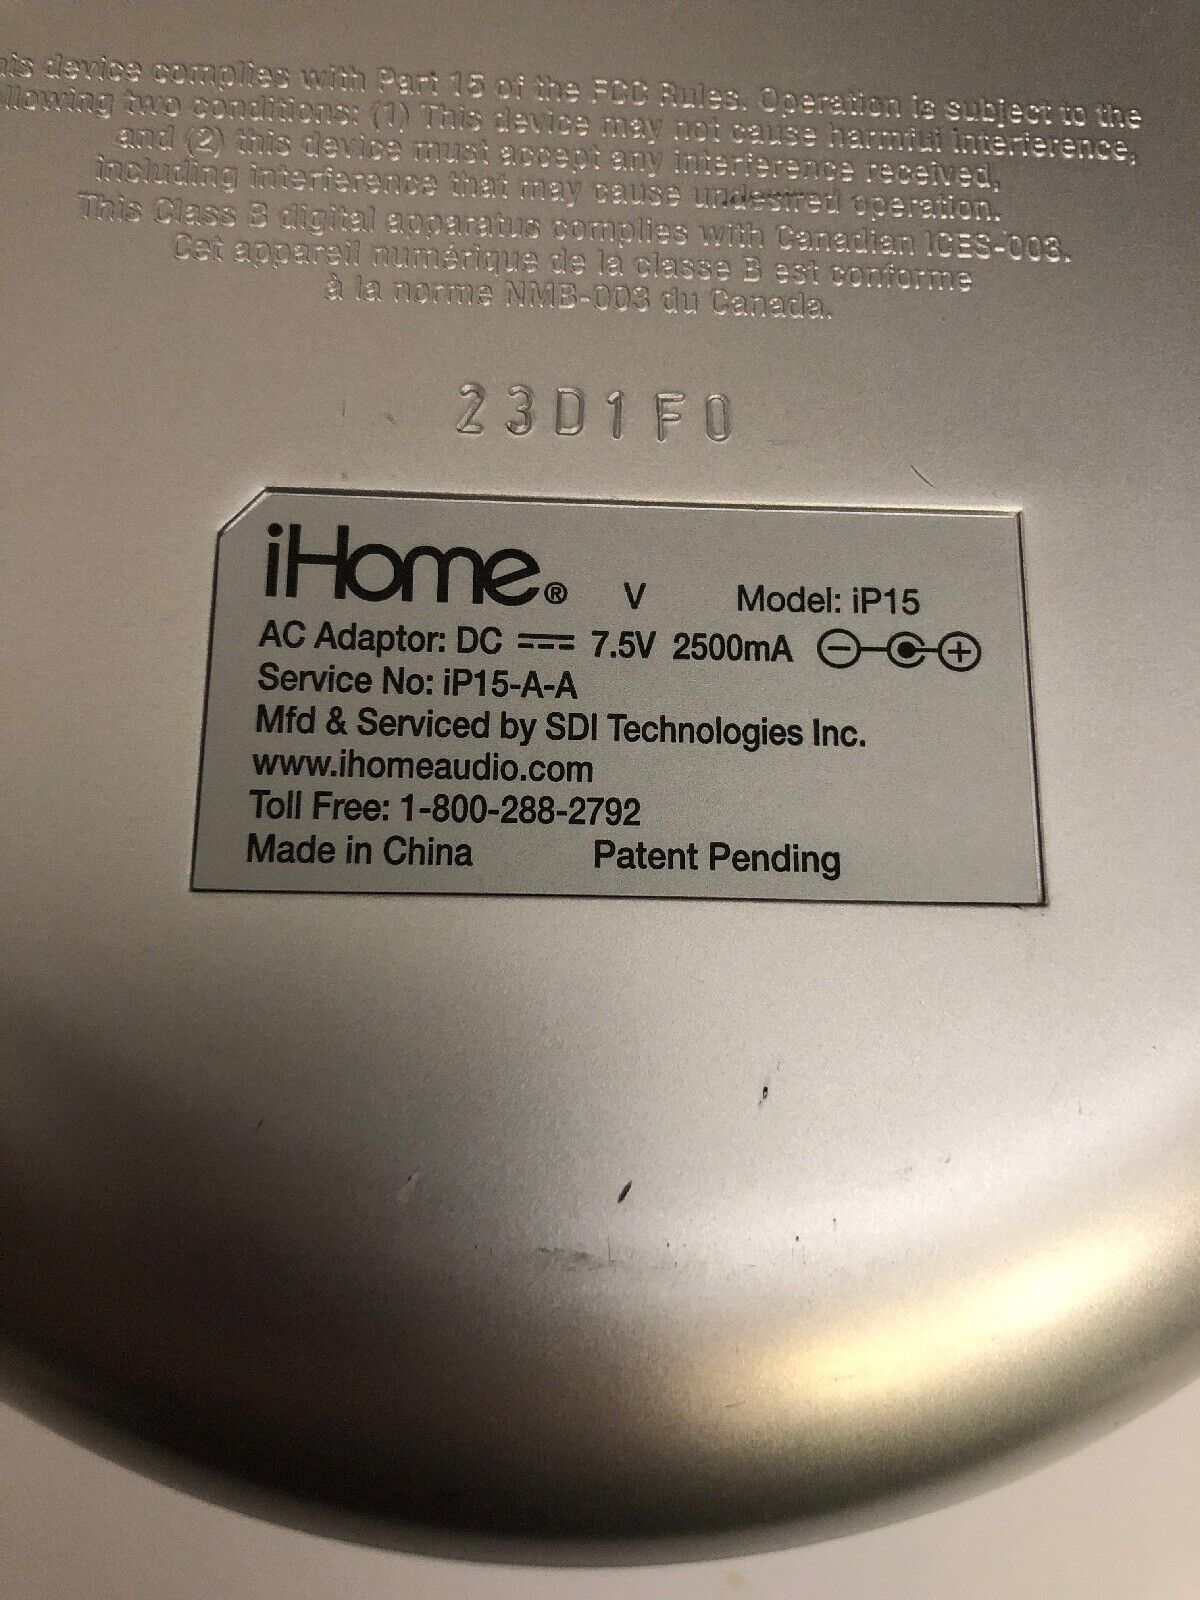 his device complies with Part 15 of the FCC Rules. Operation is subject to the
following two conditions: (1) This device may not cause harmful interference,
and (2) this device must accept any interference received,
including interference that may cause undesired operation.
This Class B digital apparatus complies with Canadian ICES-003.
Cet appareil numérique de la classe B est conforme
à la norme NMB-003 du Canada.
23D1F0
iHome® V Model: iP15
AC Adaptor: DC 7.5V 2500mA
Service No: iP15-A-A
Mfd & Serviced by SDI Technologies Inc.
www.ihomeaudio.com
Toll Free: 1-800-288-2792
Made in China Patent Pending